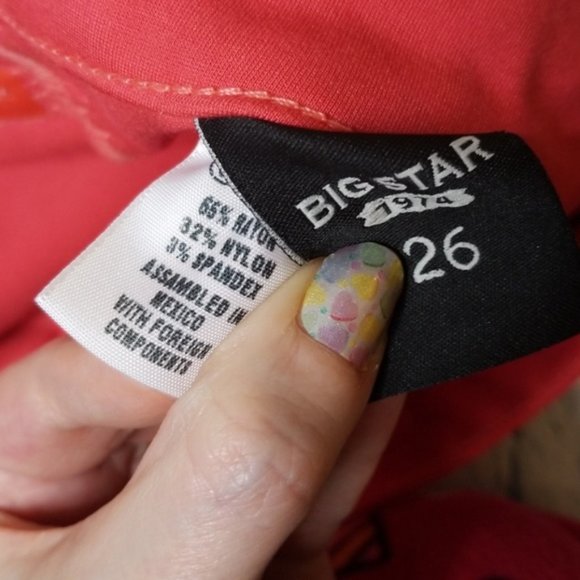 BIG STAR
1974
26
65% RAYON
32% NYLON
3% SPANDEX
ASSEMBLED IN
MEXICO
WITH FOREIGN
COMPONENTS